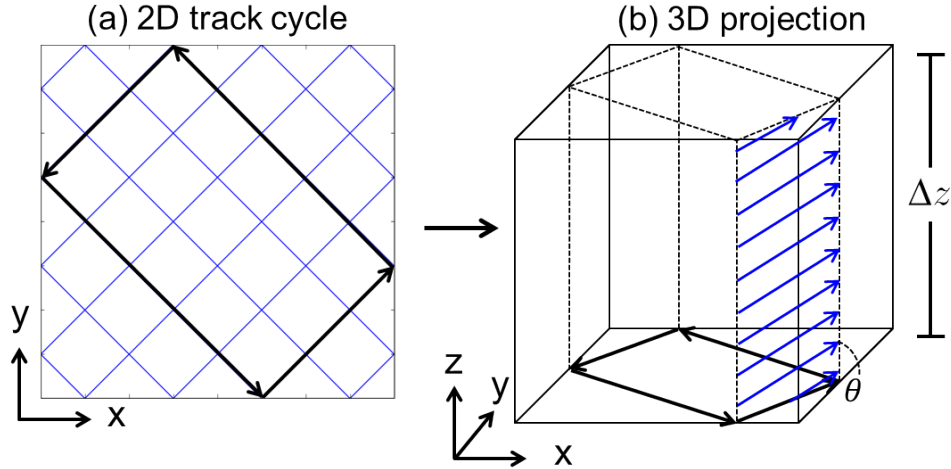 (a) 2D track cycle
(b) 3D projection
Δz
y
x
z
y
x
θ